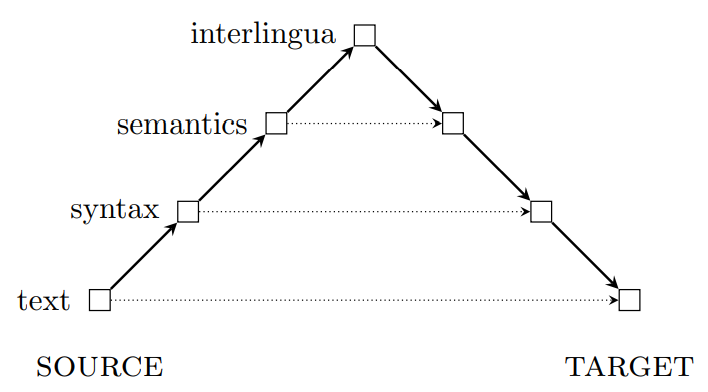 interlingua
semantics
syntax
text
SOURCE
TARGET